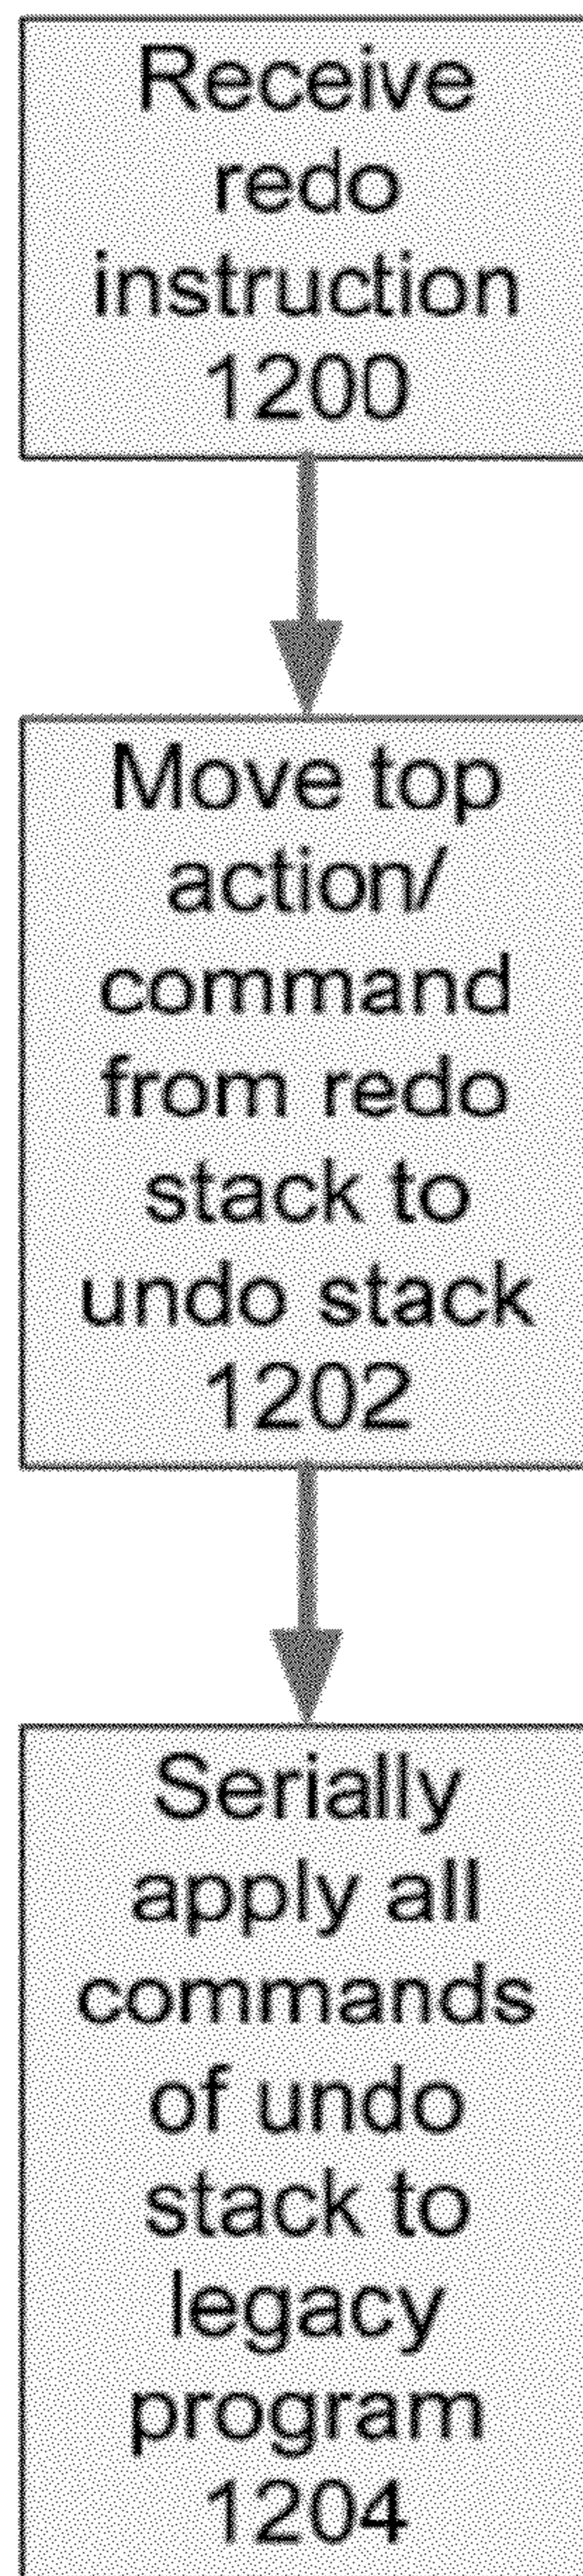 Receive
redo
instruction
1200
Move top
action/
command
from redo
stack to
undo stack
1202
Serially
apply all
commands
of undo
stack to
legacy
program
1204